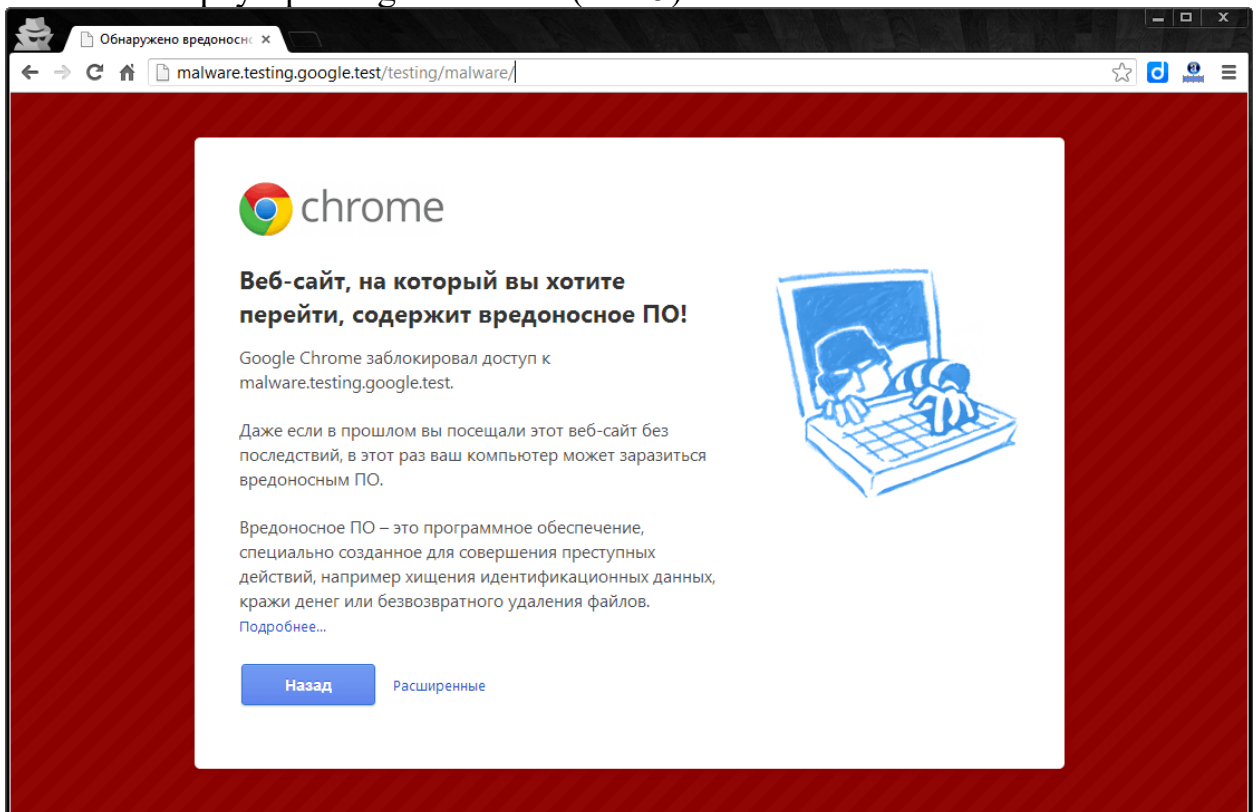 Обнаружено вредоносно
malware.testing.google.test/testing/malware/
chrome
Веб-сайт, на который вы хотите
перейти, содержит вредоносное ПО!
Google Chrome заблокировал доступ к
malware.testing.google.test.
Даже если в прошлом вы посещали этот веб-сайт без
последствий, в этот раз ваш компьютер может заразиться
вредоносным ПО.
Вредоносное ПО – это программное обеспечение,
специально созданное для совершения преступных
действий, например хищения идентификационных данных,
кражи денег или безвозвратного удаления файлов.
Подробнее...
Назад Расширенные